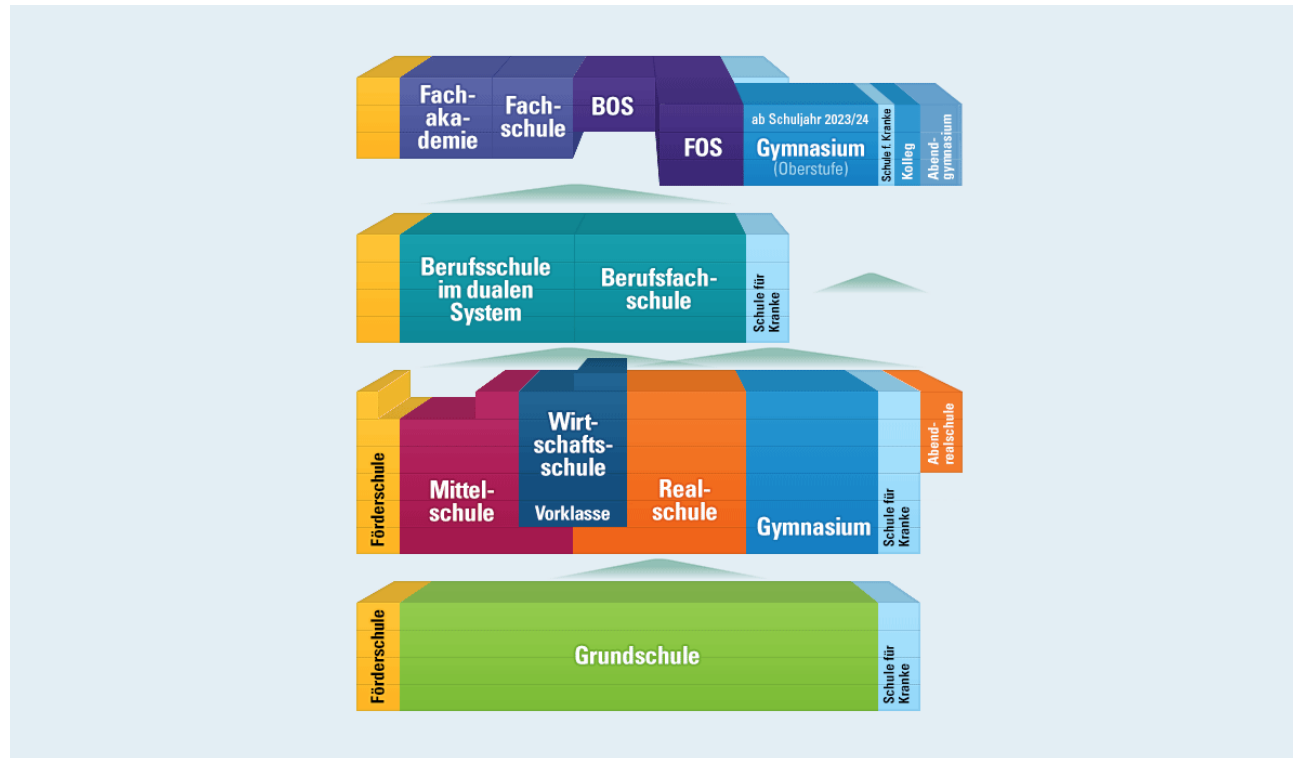 Fach-
aka-
demie
Fach-
schule
BOS
FOS
ab Schuljahr 2023/24
Gymnasium
(Oberstufe)
Schule f. Kranke
Kolleg
Abend-
gymnasium
Berufsschule
im dualen
System
Berufsfach-
schule
Schule für
Kranke
Förderschule
Mittel-
schule
Wirt-
schafts-
schule
Vorklasse
Real-
schule
Gymnasium
Schule für
Kranke
Abend-
realschule
Förderschule
Grundschule
Schule für
Kranke